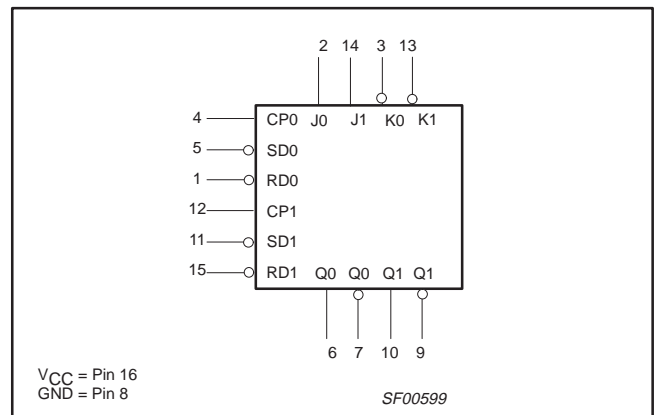 2 14 3 13
4 CP0 J0 J1 K0 K1
5 SD0
1 RD0
12 CP1
11 SD1
15 RD1 Q0 Q0 Q1 Q1
6 7 10 9
VCC = Pin 16
GND = Pin 8
SF00599